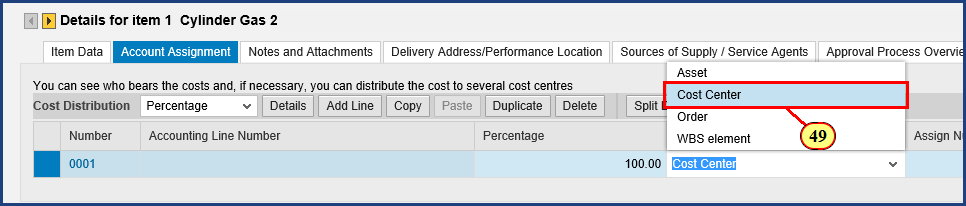 Details for item 1 Cylinder Gas 2
Item Data Account Assignment Notes and Attachments Delivery Address/Performance Location Sources of Supply / Service Agents Approval Process Overvie
You can see who bears the costs and, if necessary, you can distribute the cost to several cost centres
Asset
Cost Center
Cost Distribution Percentage Details Add Line Copy Paste Duplicate Delete Split
Order
Number Accounting Line Number Percentage Assign Nu
WBS element
49
0001 100.00 Cost Center